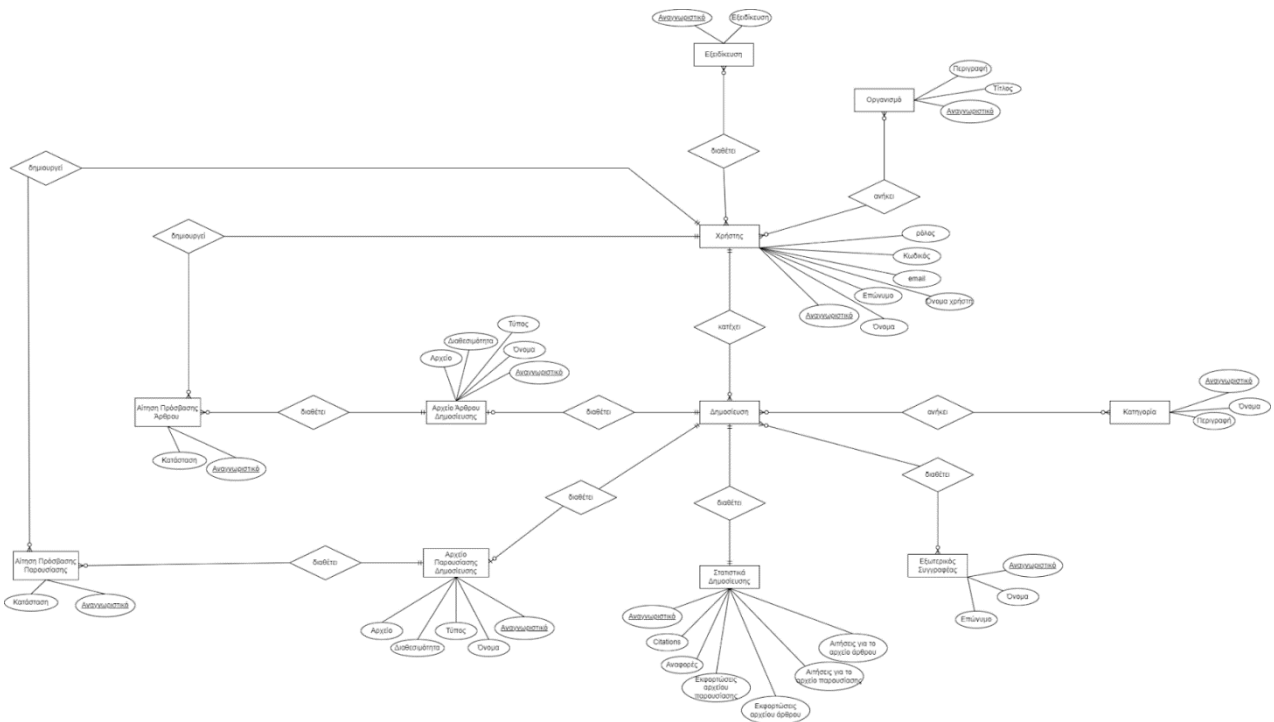 Αναγνωριστικό
Εξειδίκευση
Εξειδίκευση
Περιγραφή
Τίτλος
Αναγνωριστικό
Οργανισμό
διαθέτει
δημιουργεί
ανήκει
δημιουργεί
Χρήστης
ρόλος
Κωδικός
email
Όνομα χρήστη
Επώνυμο
Αναγνωριστικό
Όνομα
κατέχει
Τύπος
Διαθεσιμότητα
Όνομα
Αρχείο
Αναγνωριστικό
Αναγνωριστικό
Όνομα
Περιγραφή
Αίτηση Πρόσβασης
Άρθρου
διαθέτει
Αρχείο Άρθρου
Δημοσίευσης
διαθέτει
Δημοσίευση
ανήκει
Κατηγορία
Κατάσταση
Αναγνωριστικό
διαθέτει
διαθέτει
διαθέτει
Αίτηση Πρόσβασης
Παρουσίασης
διαθέτει
Αρχείο
Παρουσίασης
Δημοσίευσης
Στατιστικά
Δημοσίευσης
Εξωτερικός
Συγγραφέας
Αναγνωριστικό
Όνομα
Επώνυμο
Κατάσταση
Αναγνωριστικό
Αρχείο
Διαθεσιμότητα
Τύπος
Όνομα
Αναγνωριστικό
Αναγνωριστικό
Citations
Αναφορές
Εκφορτώσεις
αρχείου
παρουσίασης
Εκφορτώσεις
αρχείου άρθρου
Αιτήσεις για το
αρχείο παρουσίασης
Αιτήσεις για το
αρχείο άρθρου